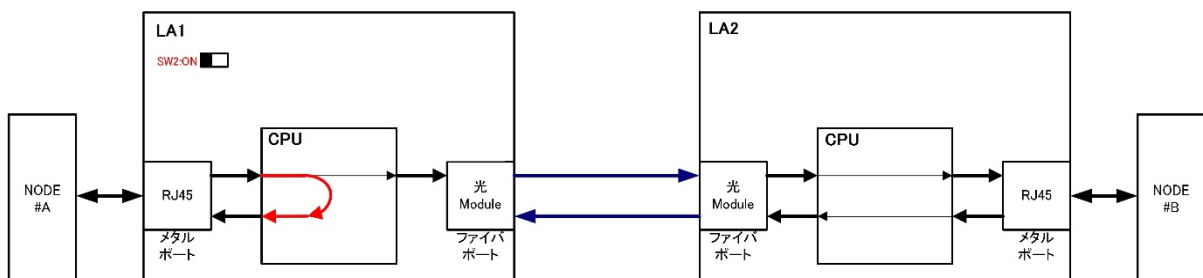 LA1
SW2:ON
CPU
NODE
#A
RJ45
メタル
ポート
光
Module
ファイバ
ポート
LA2
CPU
光
Module
ファイバ
ポート
RJ45
メタル
ポート
NODE
#B